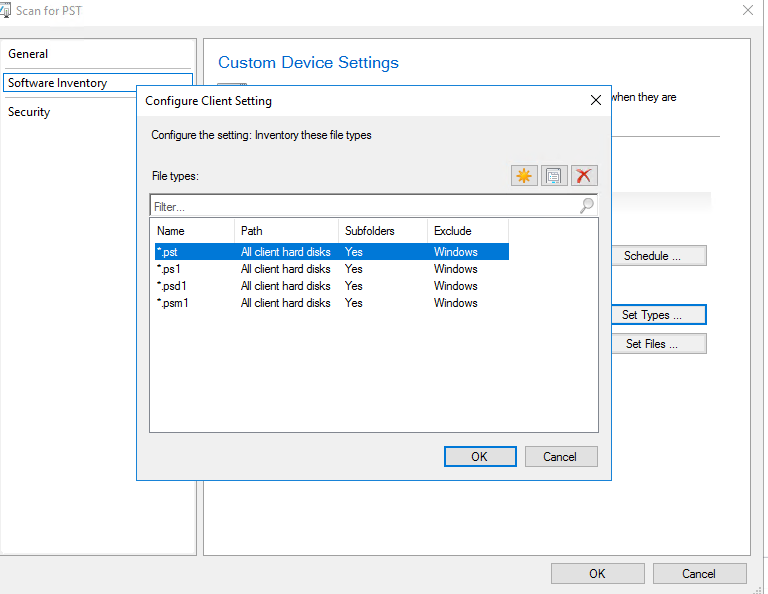 Scan for PST
General
Software Inventory
Security
Custom Device Settings
when they are
Schedule ...
Set Types ...
Set Files ...
Configure Client Setting
Configure the setting: Inventory these file types
File types:
Filter...
Name Path Subfolders Exclude
*.pst All client hard disks Yes Windows
*.ps1 All client hard disks Yes Windows
*.psd1 All client hard disks Yes Windows
*.psm1 All client hard disks Yes Windows
OK Cancel
OK Cancel